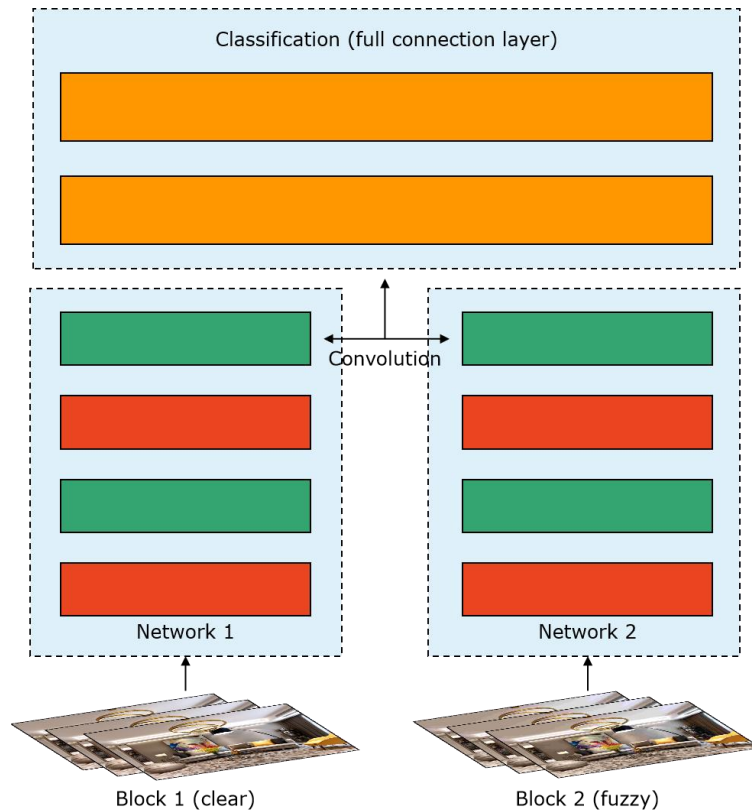 Classification (full connection layer)
Convolution
Network 1
Network 2
Block 1 (clear)
Block 2 (fuzzy)